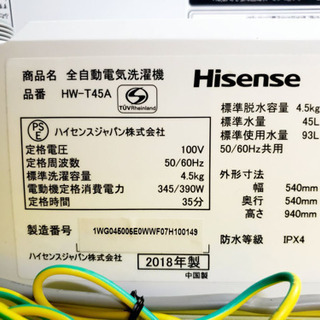 商品名 全自動電気洗濯機
品番 HW-T45A
TÜVRheinland
Hisense
PS
E
ハイセンスジャパン株式会社
定格電圧 100V
定格周波数 50/60Hz
標準洗濯容量 4.5kg
電動機定格消費電力 345/390W
定格時間 35分
標準脱水容量 4.5kg
標準水量 45L
標準使用水量 93L
50/60Hz共用
外形寸法
幅 540mm
奥行 540mm
高さ 940mm
防水等級 IPX4
製造番号 1WG045005E0WWF07H100149
ハイセンスジャパン株式会社
2018年製
中国製